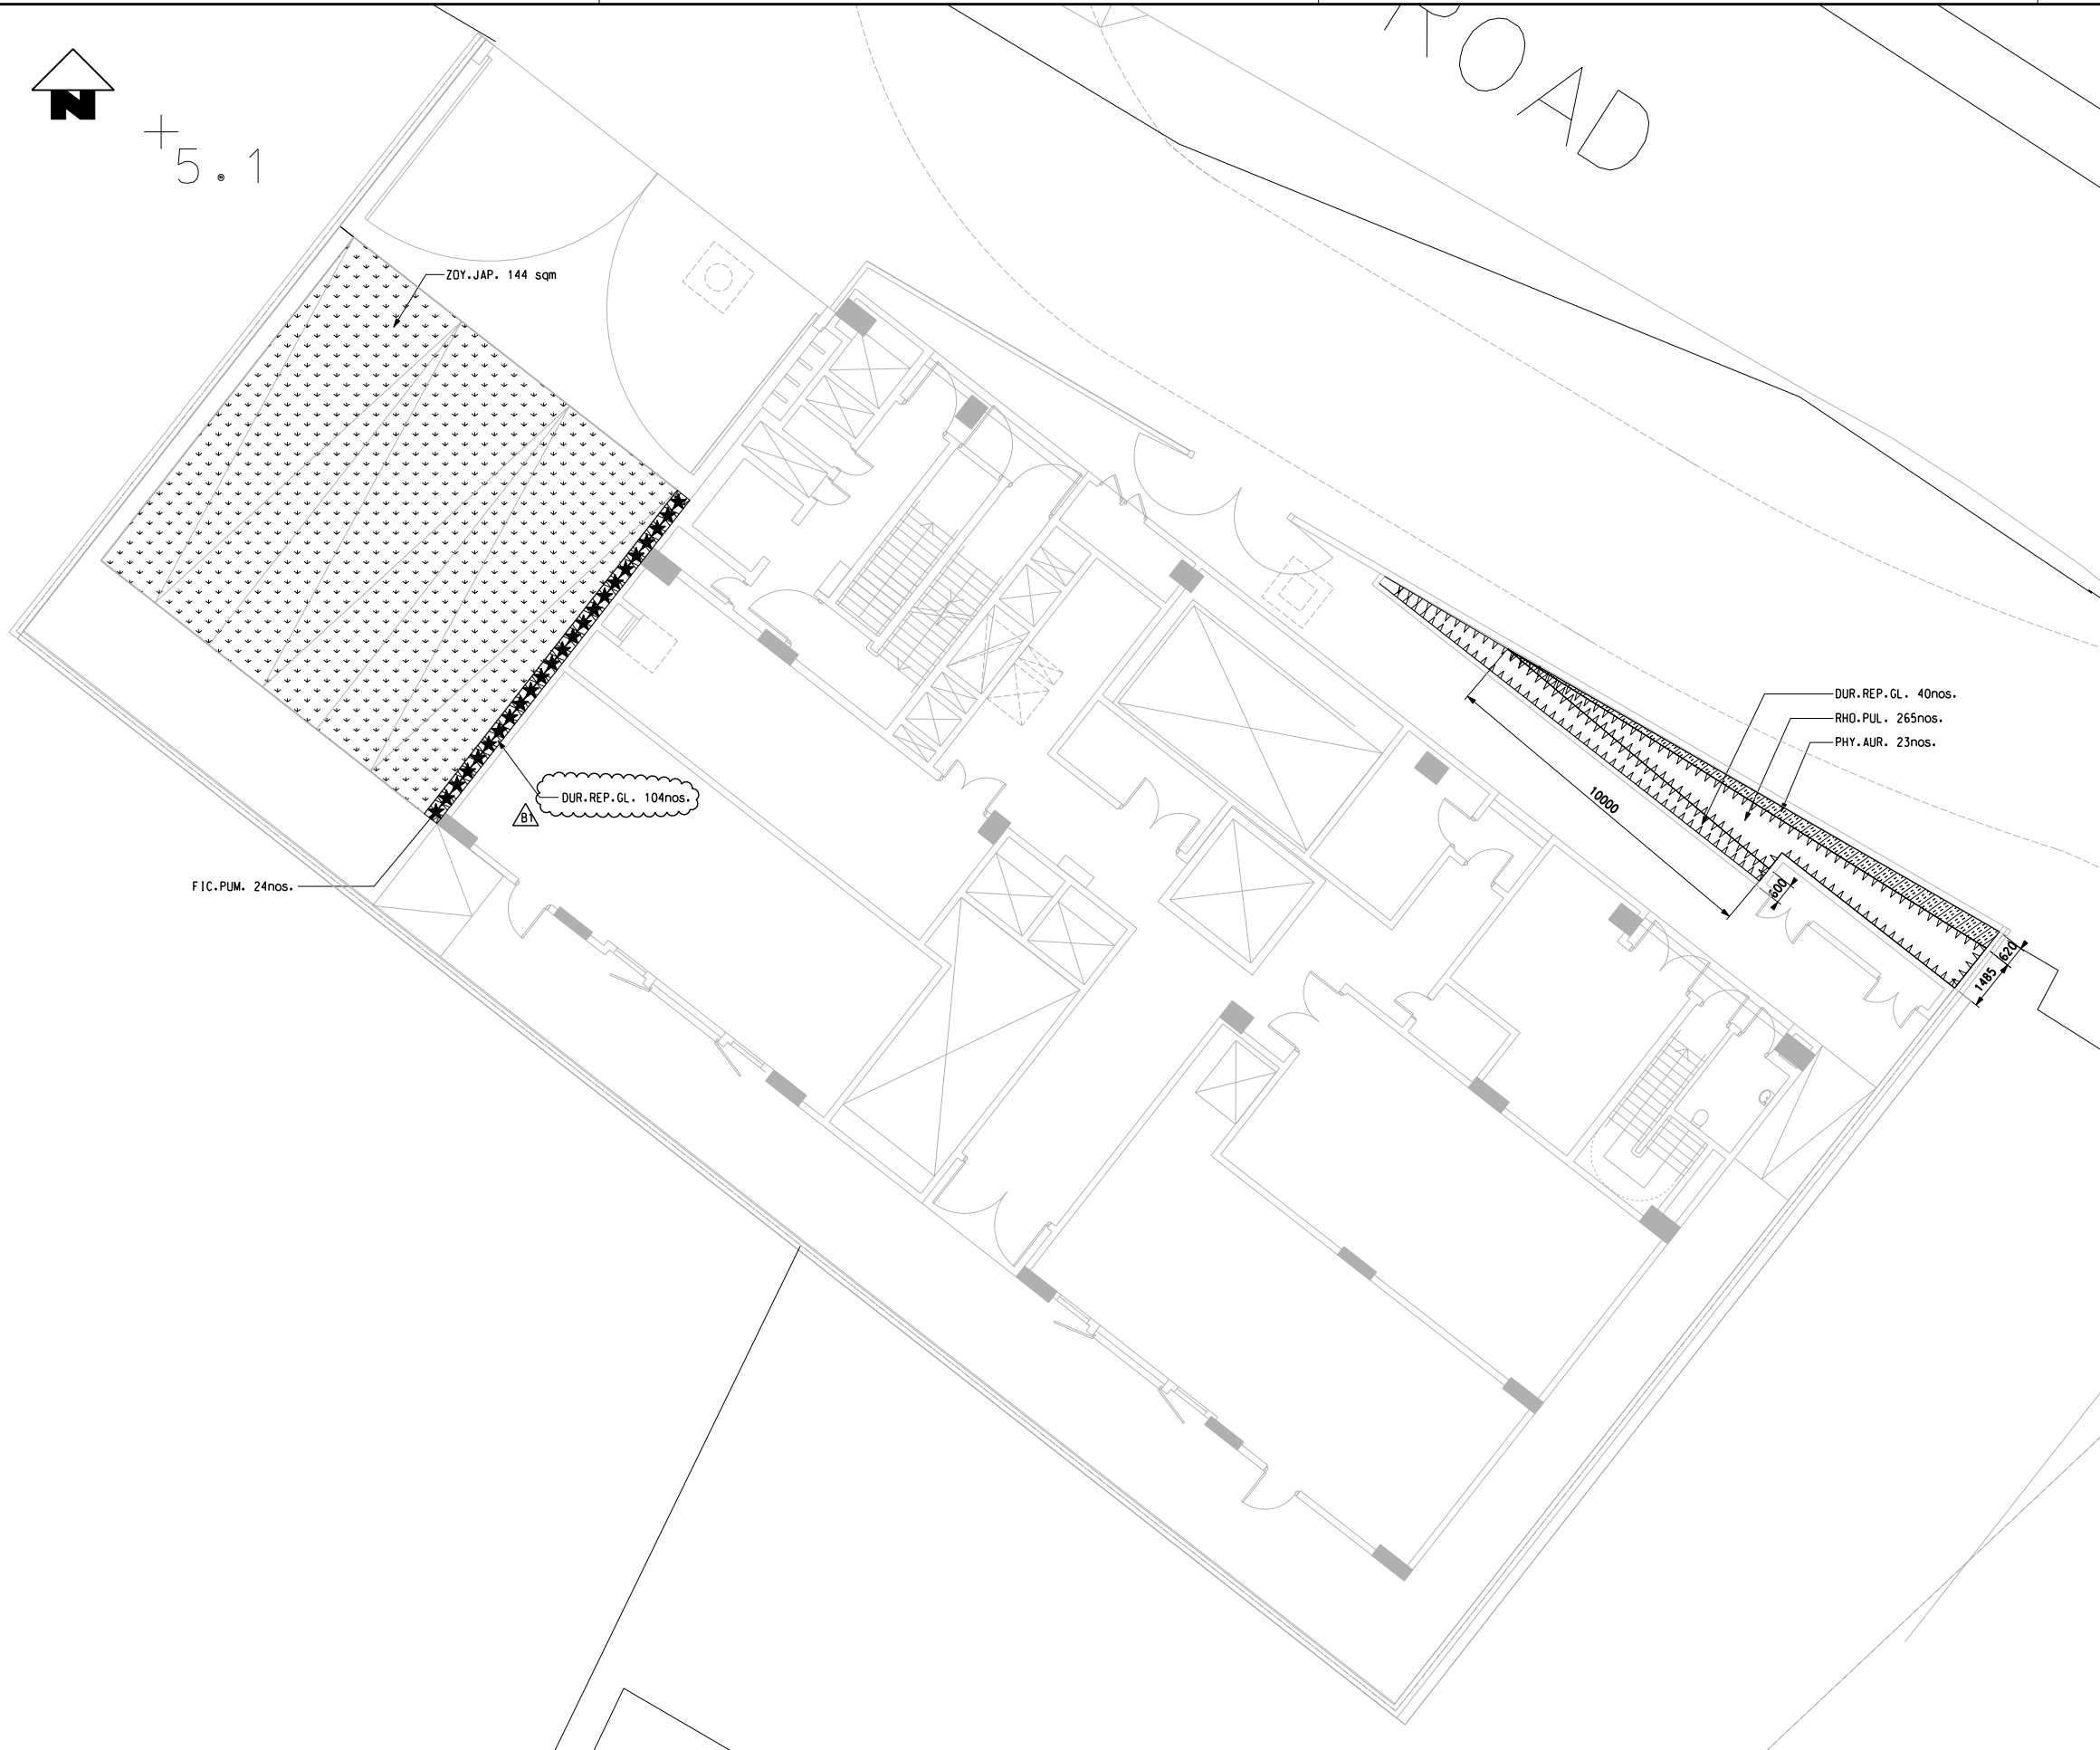 ROAD
N
5.1
ZOY.JAP. 144 sqm
DUR.REP.GL. 40nos.
RHO.PUL. 265nos.
PHY.AUR. 23nos.
10000
DUR.REP.GL. 104nos.
B1
FIC.PUM. 24nos.
600
620
1485